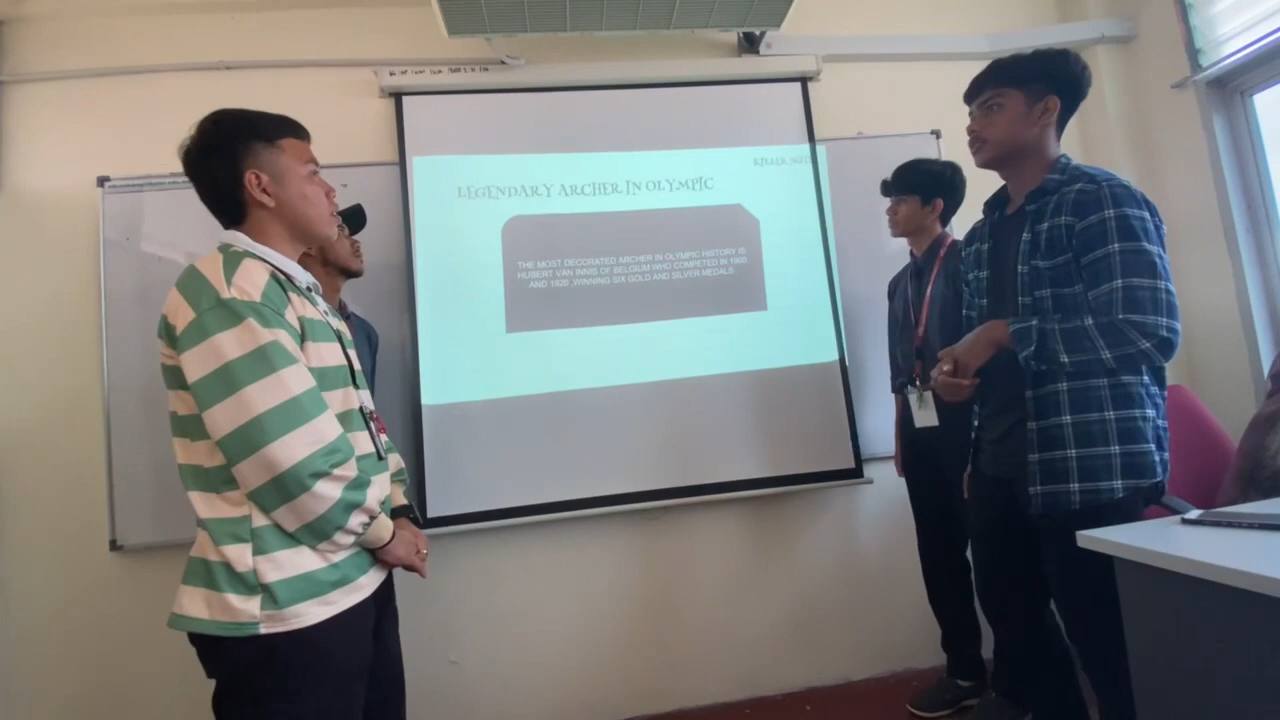 LEGENDARY ARCHER IN OLYMPIC
THE MOST DECORATED ARCHER IN OLYMPIC HISTORY IS
HUBERT VAN INNIS OF BELGIUM WHO COMPETED IN 1900
AND 1920 ,WINNING SIX GOLD AND SILVER MEDALS